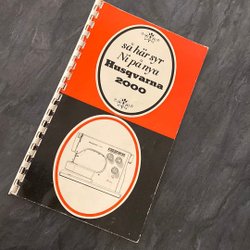 så här syr
Ni på nya
Husqvarna
2000